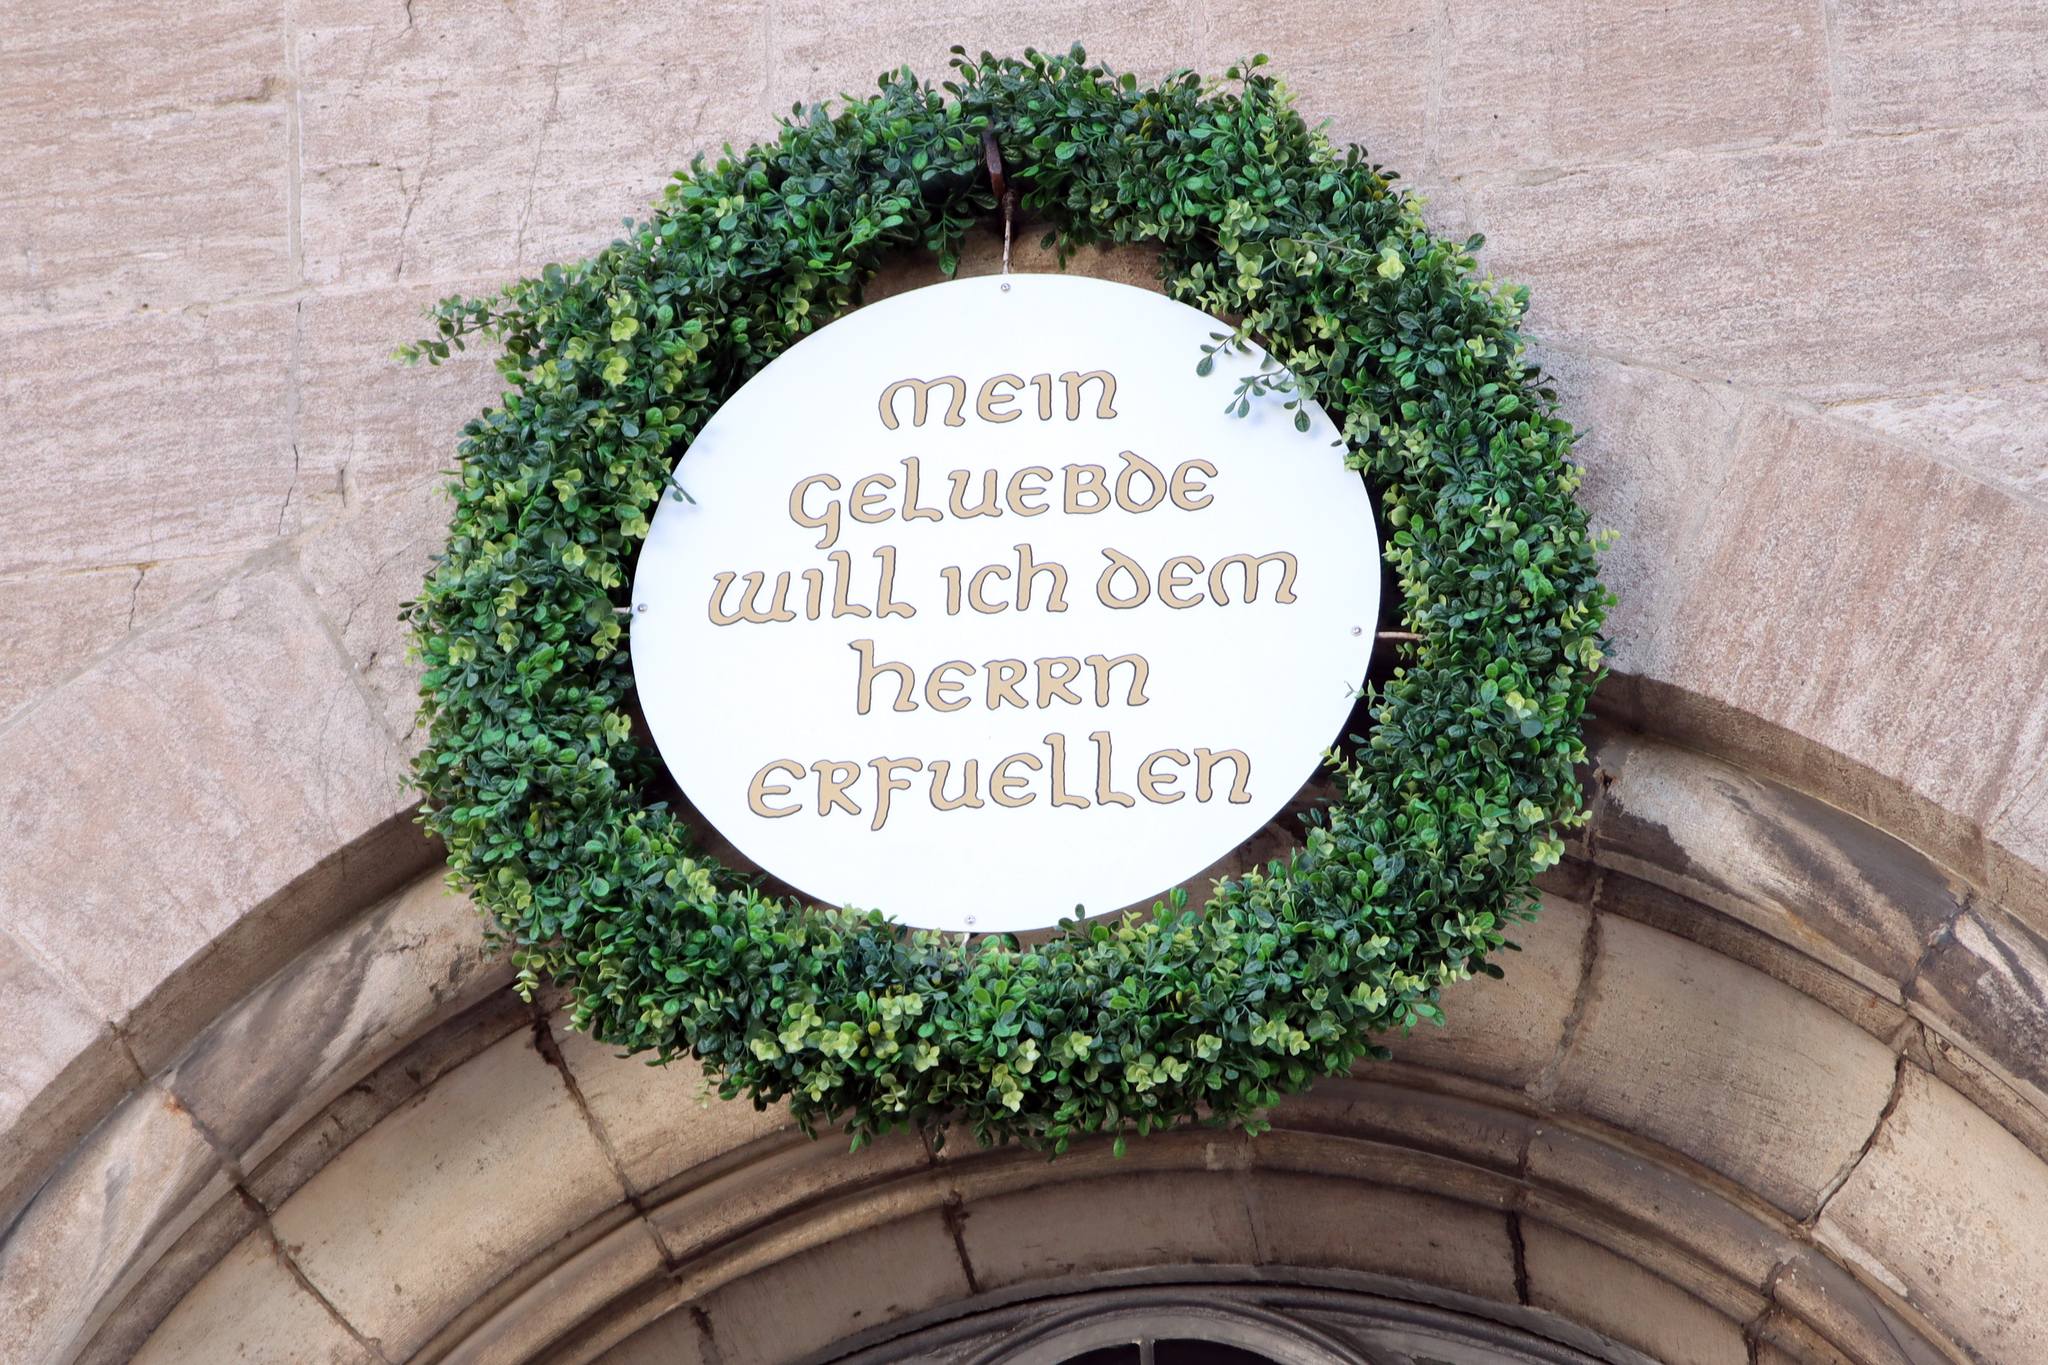 MEIN
GELUEBDE
WILL ICH DEM
HERRN
ERFUELLEN